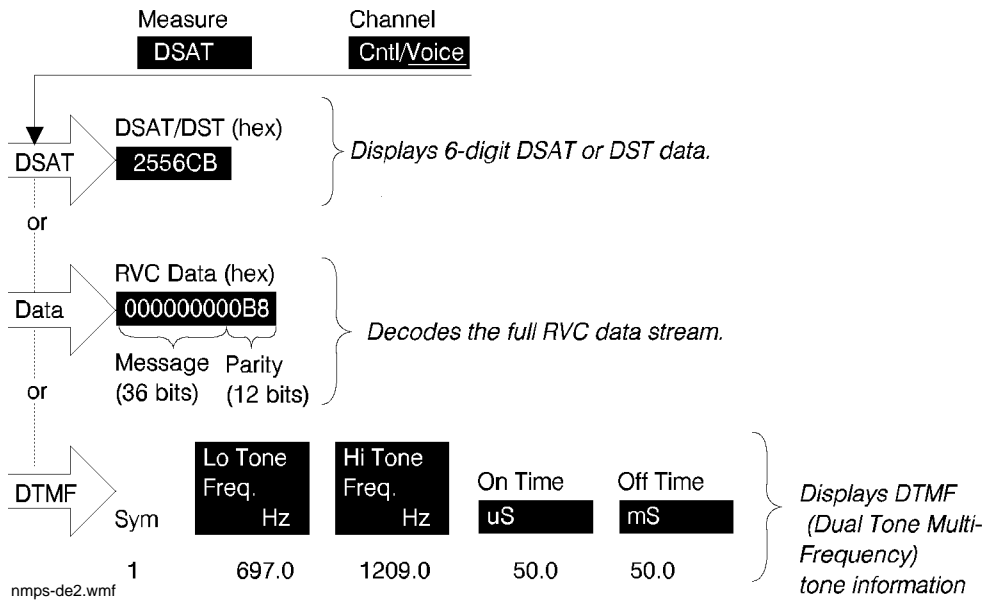 Measure Channel
DSAT Cntl/Voice
DSAT/DST (hex)
DSAT 2556CB Displays 6-digit DSAT or DST data.
or
RVC Data (hex)
Data 000000000B8 Decodes the full RVC data stream.
Message Parity
(36 bits) (12 bits)
or
Lo Tone Hi Tone
Freq. Freq. On Time Off Time
DTMF Sym Hz Hz uS mS
1 697.0 1209.0 50.0 50.0
Displays DTMF
(Dual Tone Multi-
Frequency)
tone information
nmps-de2.wmf